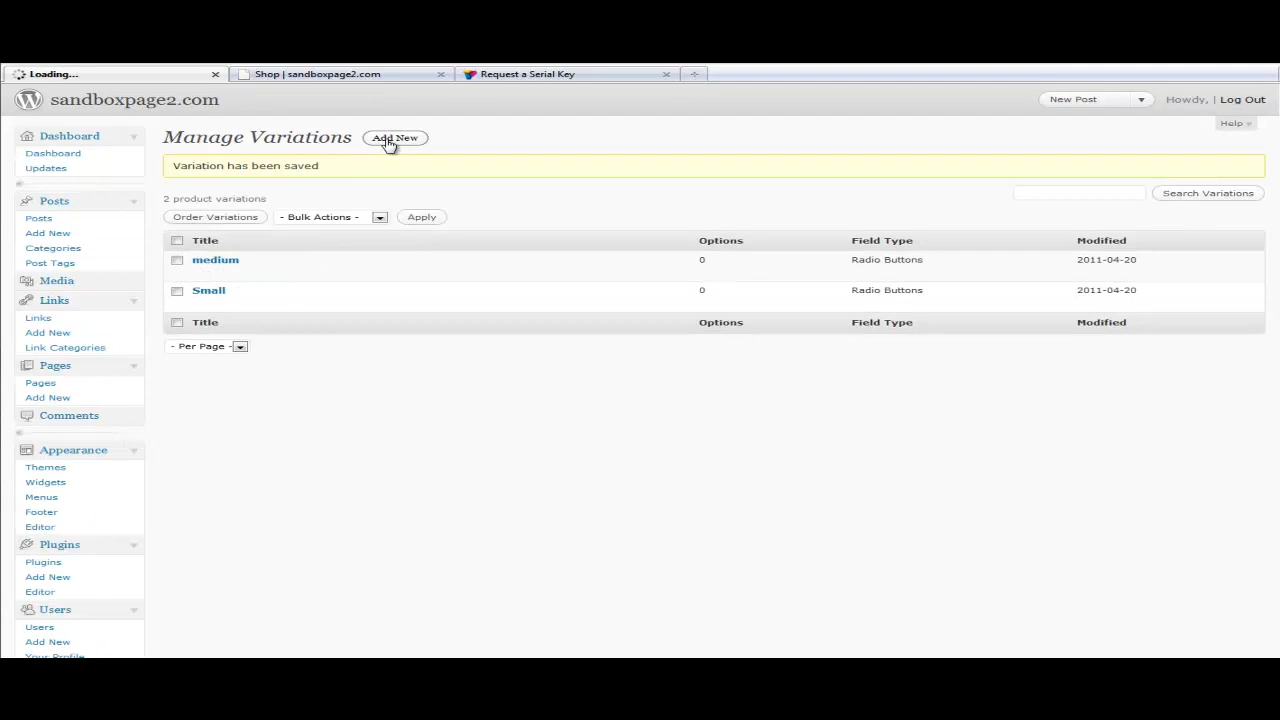 Loading...
Shop | sandboxpage2.com
Request a Serial Key
sandboxpage2.com
New Post
Howdy, | Log Out
Help
Dashboard
Dashboard
Updates
Posts
Posts
Add New
Categories
Post Tags
Media
Links
Links
Add New
Link Categories
Pages
Pages
Add New
Comments
Appearance
Themes
Widgets
Menus
Footer
Editor
Plugins
Plugins
Add New
Editor
Users
Users
Add New
Your Profile
Manage Variations
Add New
Variation has been saved
2 product variations
Search Variations
Order Variations
- Bulk Actions -
Apply
Title Options Field Type Modified
medium 0 Radio Buttons 2011-04-20
Small 0 Radio Buttons 2011-04-20
Title Options Field Type Modified
- Per Page -